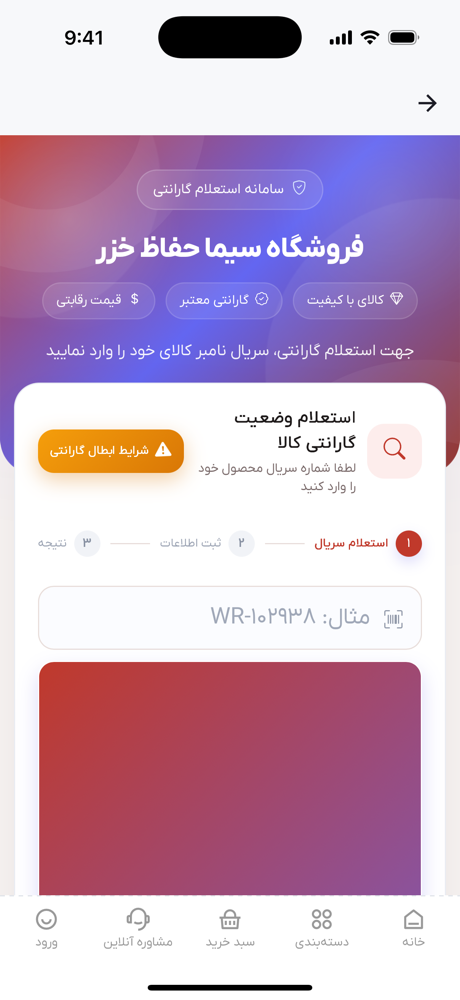 9:41
سامانه استعلام گارانتی
فروشگاه سیما حفاظ خزر
کالای با کیفیت
گارانتی معتبر
$ قیمت رقابتی
جهت استعلام گارانتی، سریال نامبر کالای خود را وارد نمایید
استعلام وضعیت
گارانتی کالا
لطفا شماره سریال محصول خود
را وارد کنید
شرایط ابطال گارانتی
۱ استعلام سریال
۲ ثبت اطلاعات
۳ نتیجه
مثال: WR-۱۰۲۹۳۸
خانه
دسته‌بندی
سبد خرید
مشاوره آنلاین
ورود